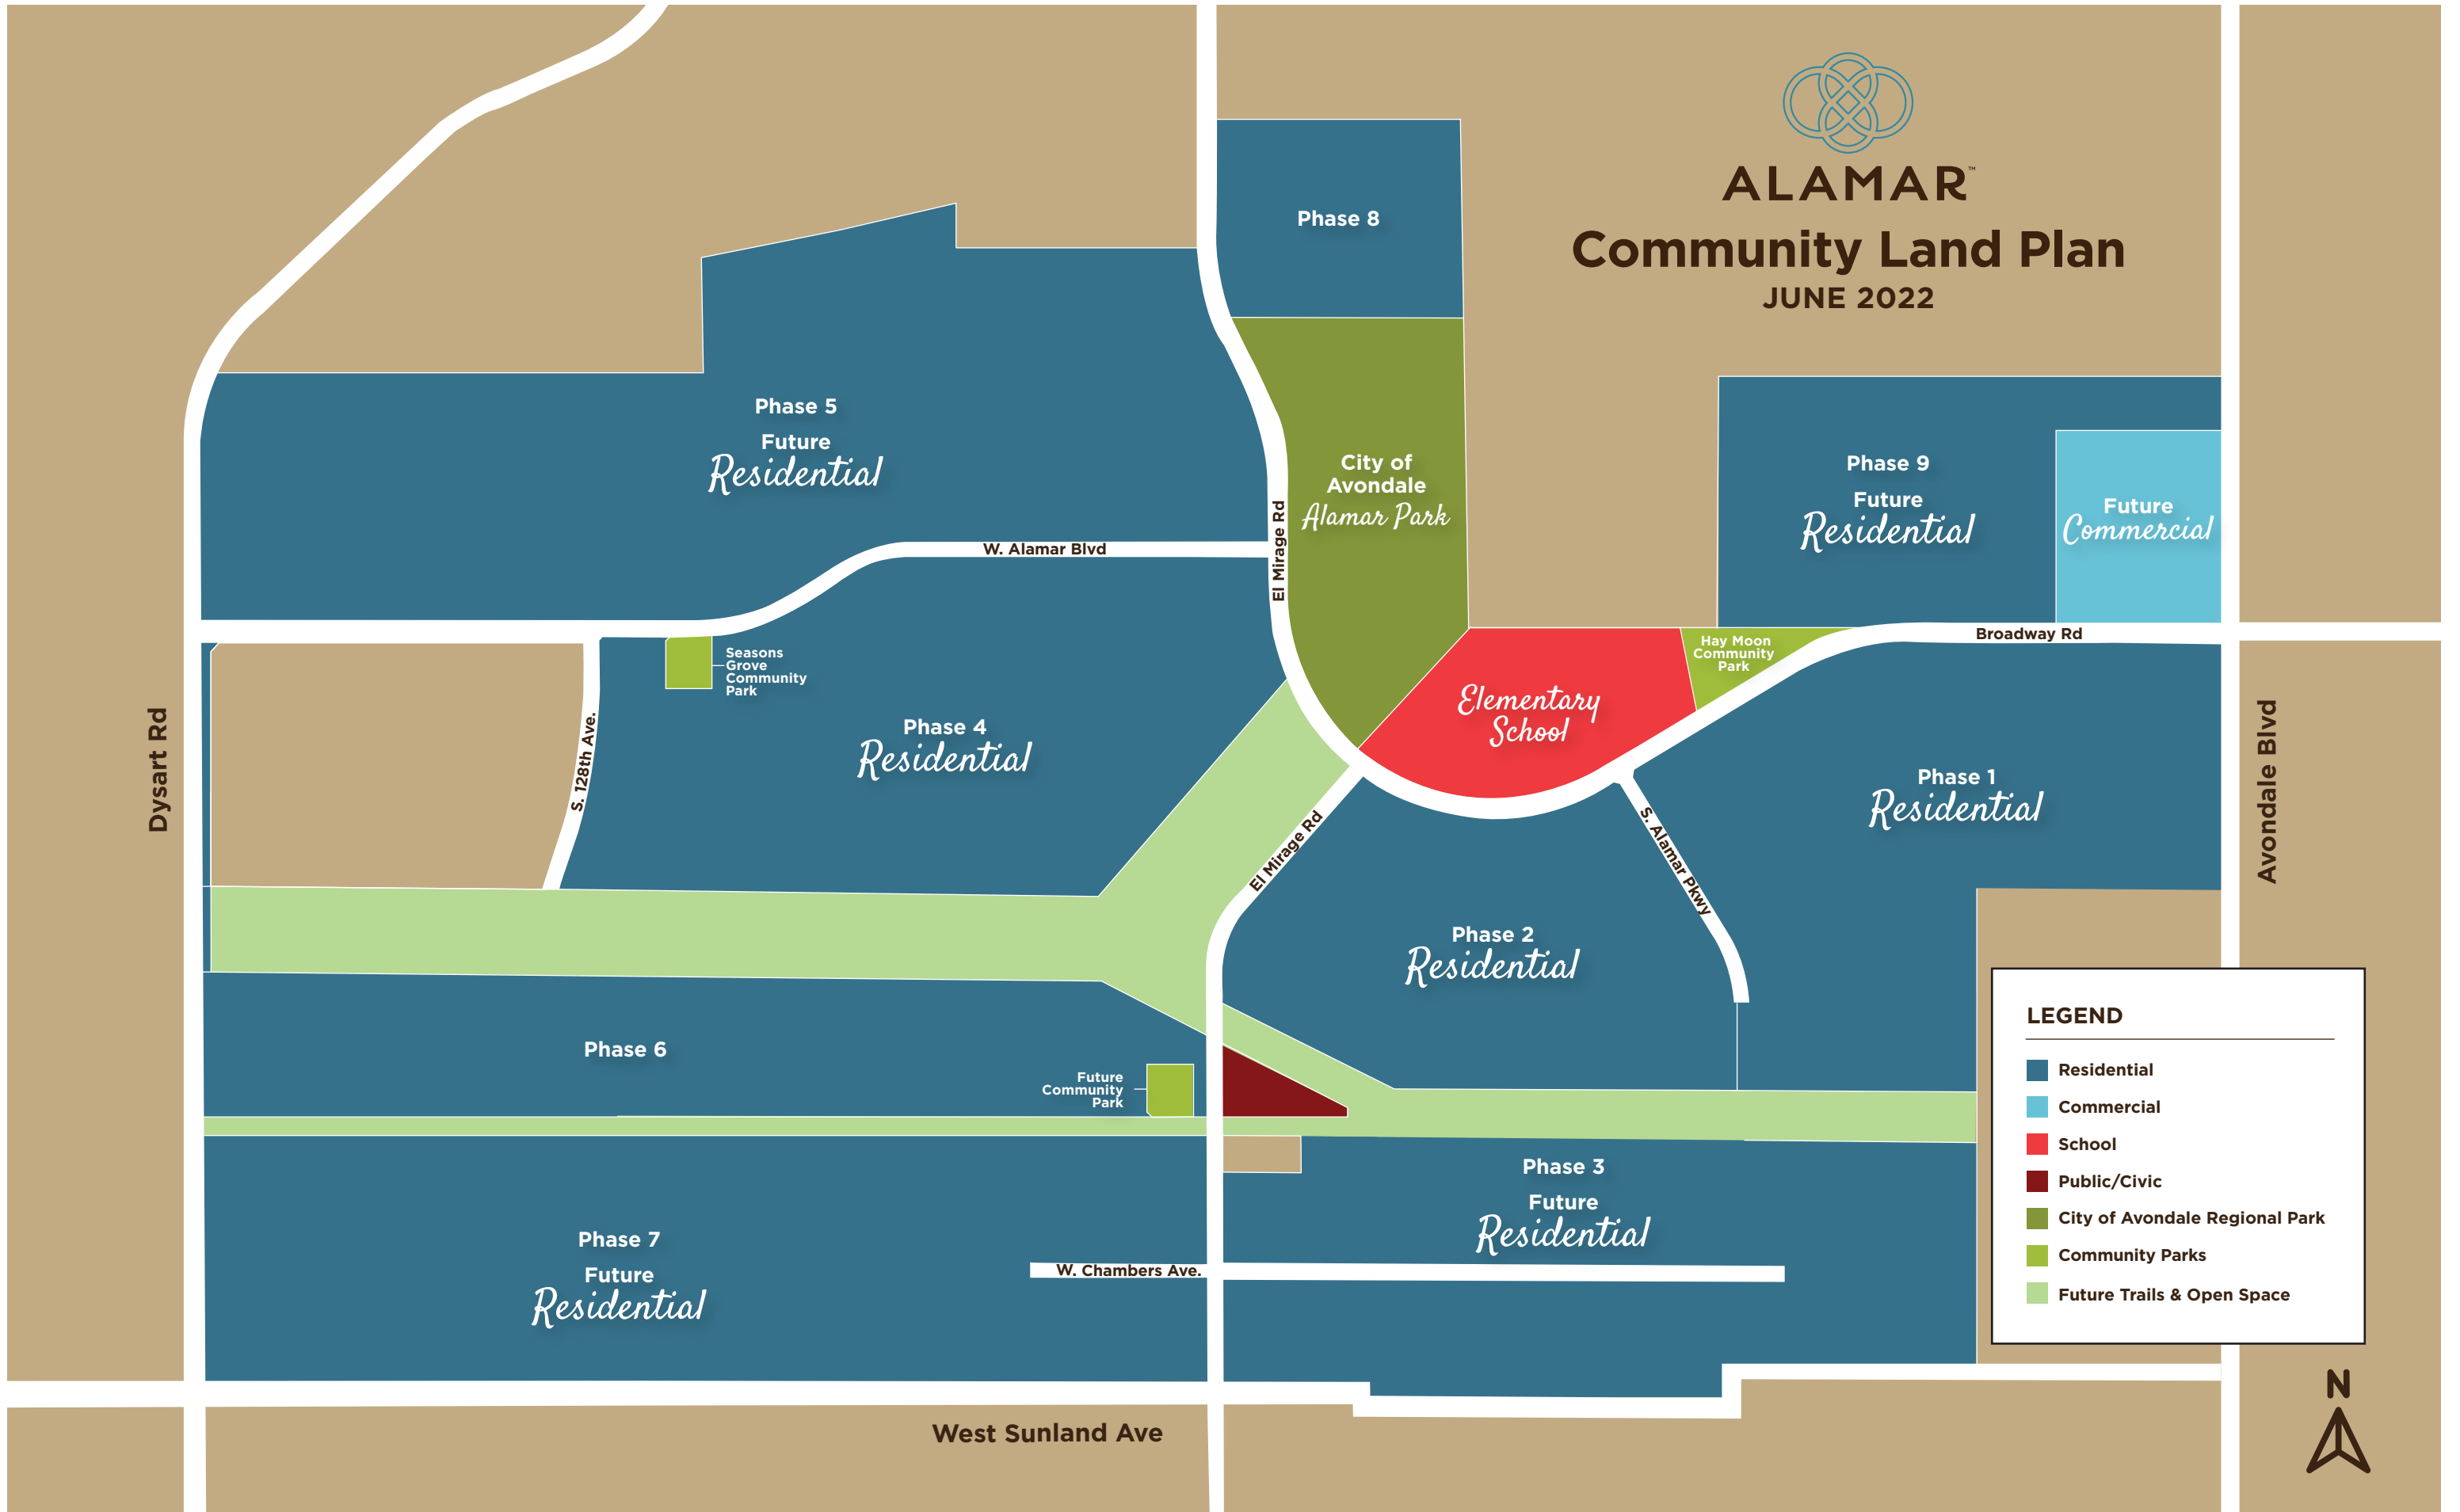 ALAMAR™
Community Land Plan
JUNE 2022
Phase 8
Phase 5
Future
Residential
City of
Avondale
Alamar Park
Phase 9
Future
Residential
Future
Commercial
El Mirage Rd
W. Alamar Blvd
Broadway Rd
Hay Moon
Community
Park
Seasons
Grove
Community
Park
Elementary
School
Dysart Rd
S. 128th Ave.
Phase 4
Residential
Phase 1
Residential
Avondale Blvd
El Mirage Rd
S. Alamar Pkwy
Phase 2
Residential
Phase 6
Future
Community
Park
Phase 3
Future
Residential
Phase 7
Future
Residential
W. Chambers Ave.
West Sunland Ave
LEGEND
Residential
Commercial
School
Public/Civic
City of Avondale Regional Park
Community Parks
Future Trails & Open Space
N